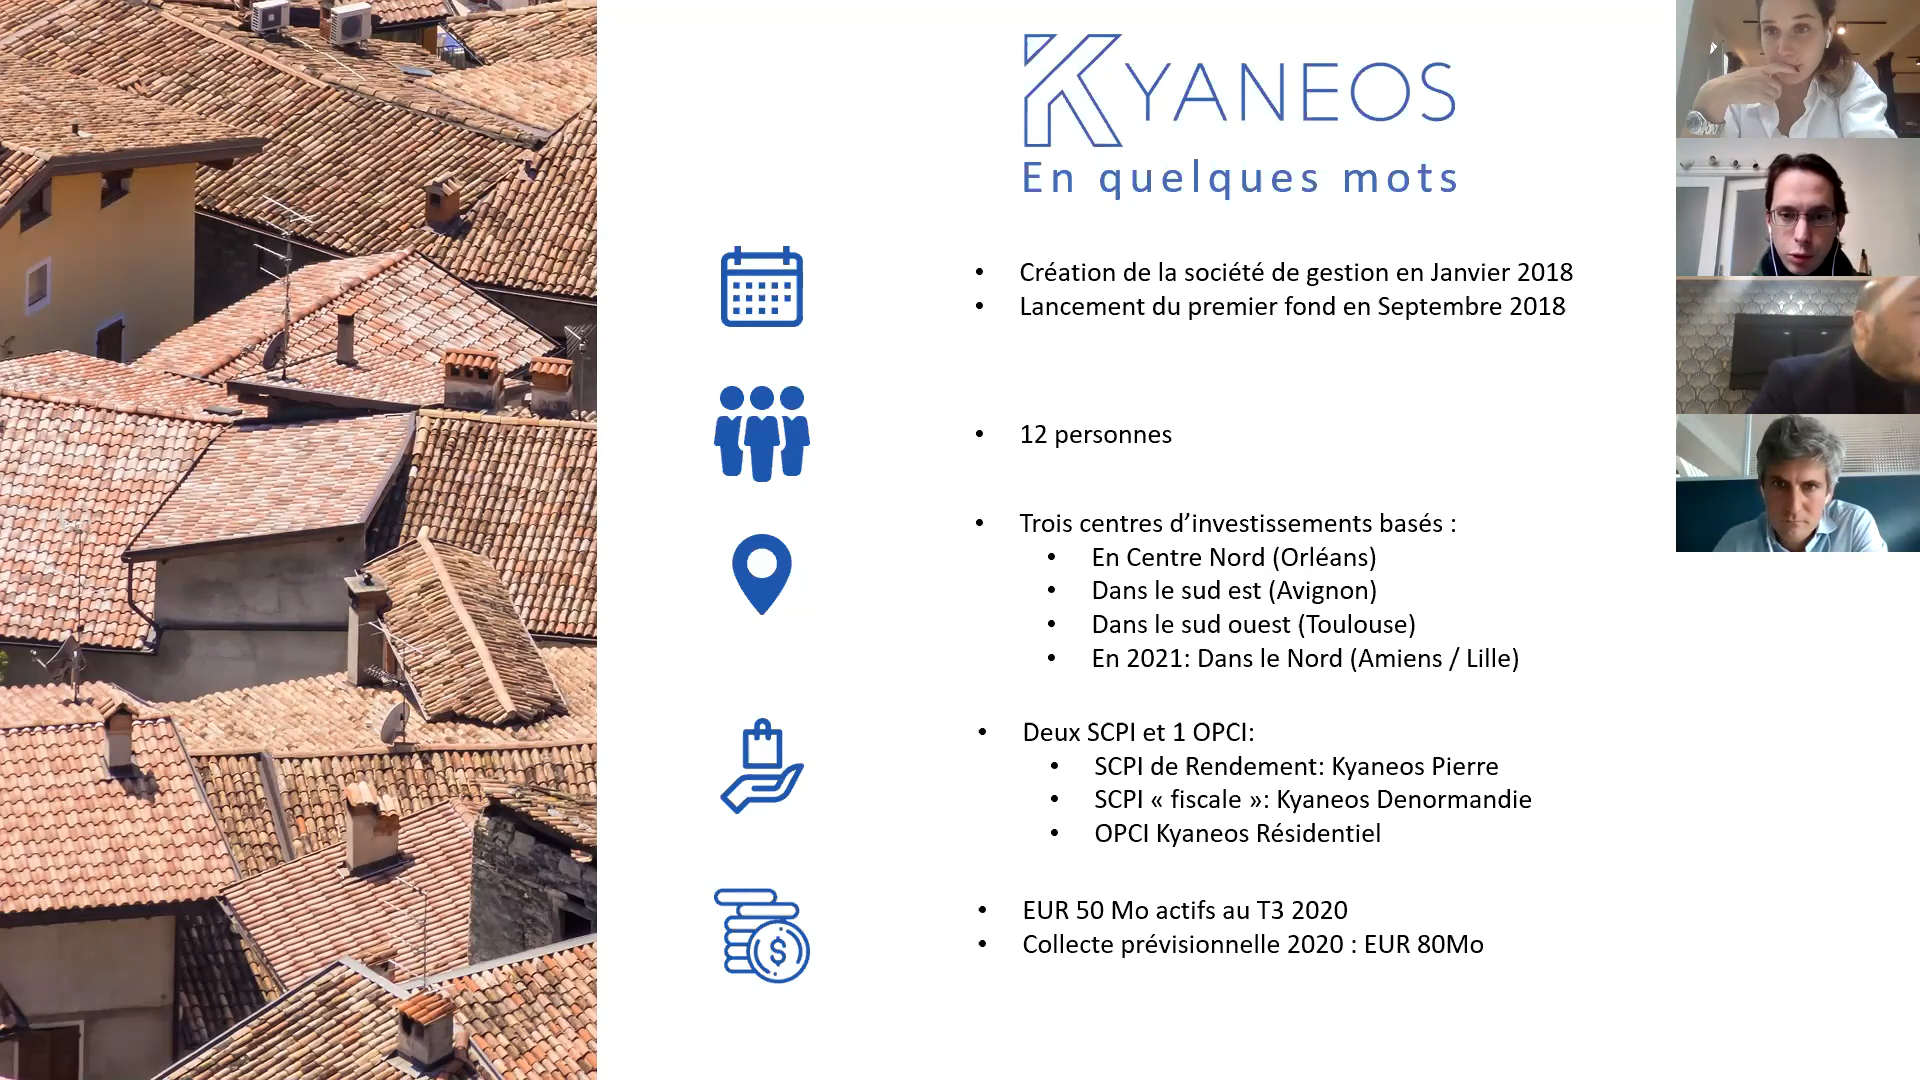 KYANEOS
En quelques mots
• Création de la société de gestion en Janvier 2018
• Lancement du premier fond en Septembre 2018
• 12 personnes
• Trois centres d’investissements basés :
• En Centre Nord (Orléans)
• Dans le sud est (Avignon)
• Dans le sud ouest (Toulouse)
• En 2021: Dans le Nord (Amiens / Lille)
• Deux SCPI et 1 OPCI:
• SCPI de Rendement: Kyaneos Pierre
• SCPI « fiscale »: Kyaneos Denormandie
• OPCI Kyaneos Résidentiel
$
• EUR 50 Mo actifs au T3 2020
• Collecte prévisionnelle 2020 : EUR 80Mo